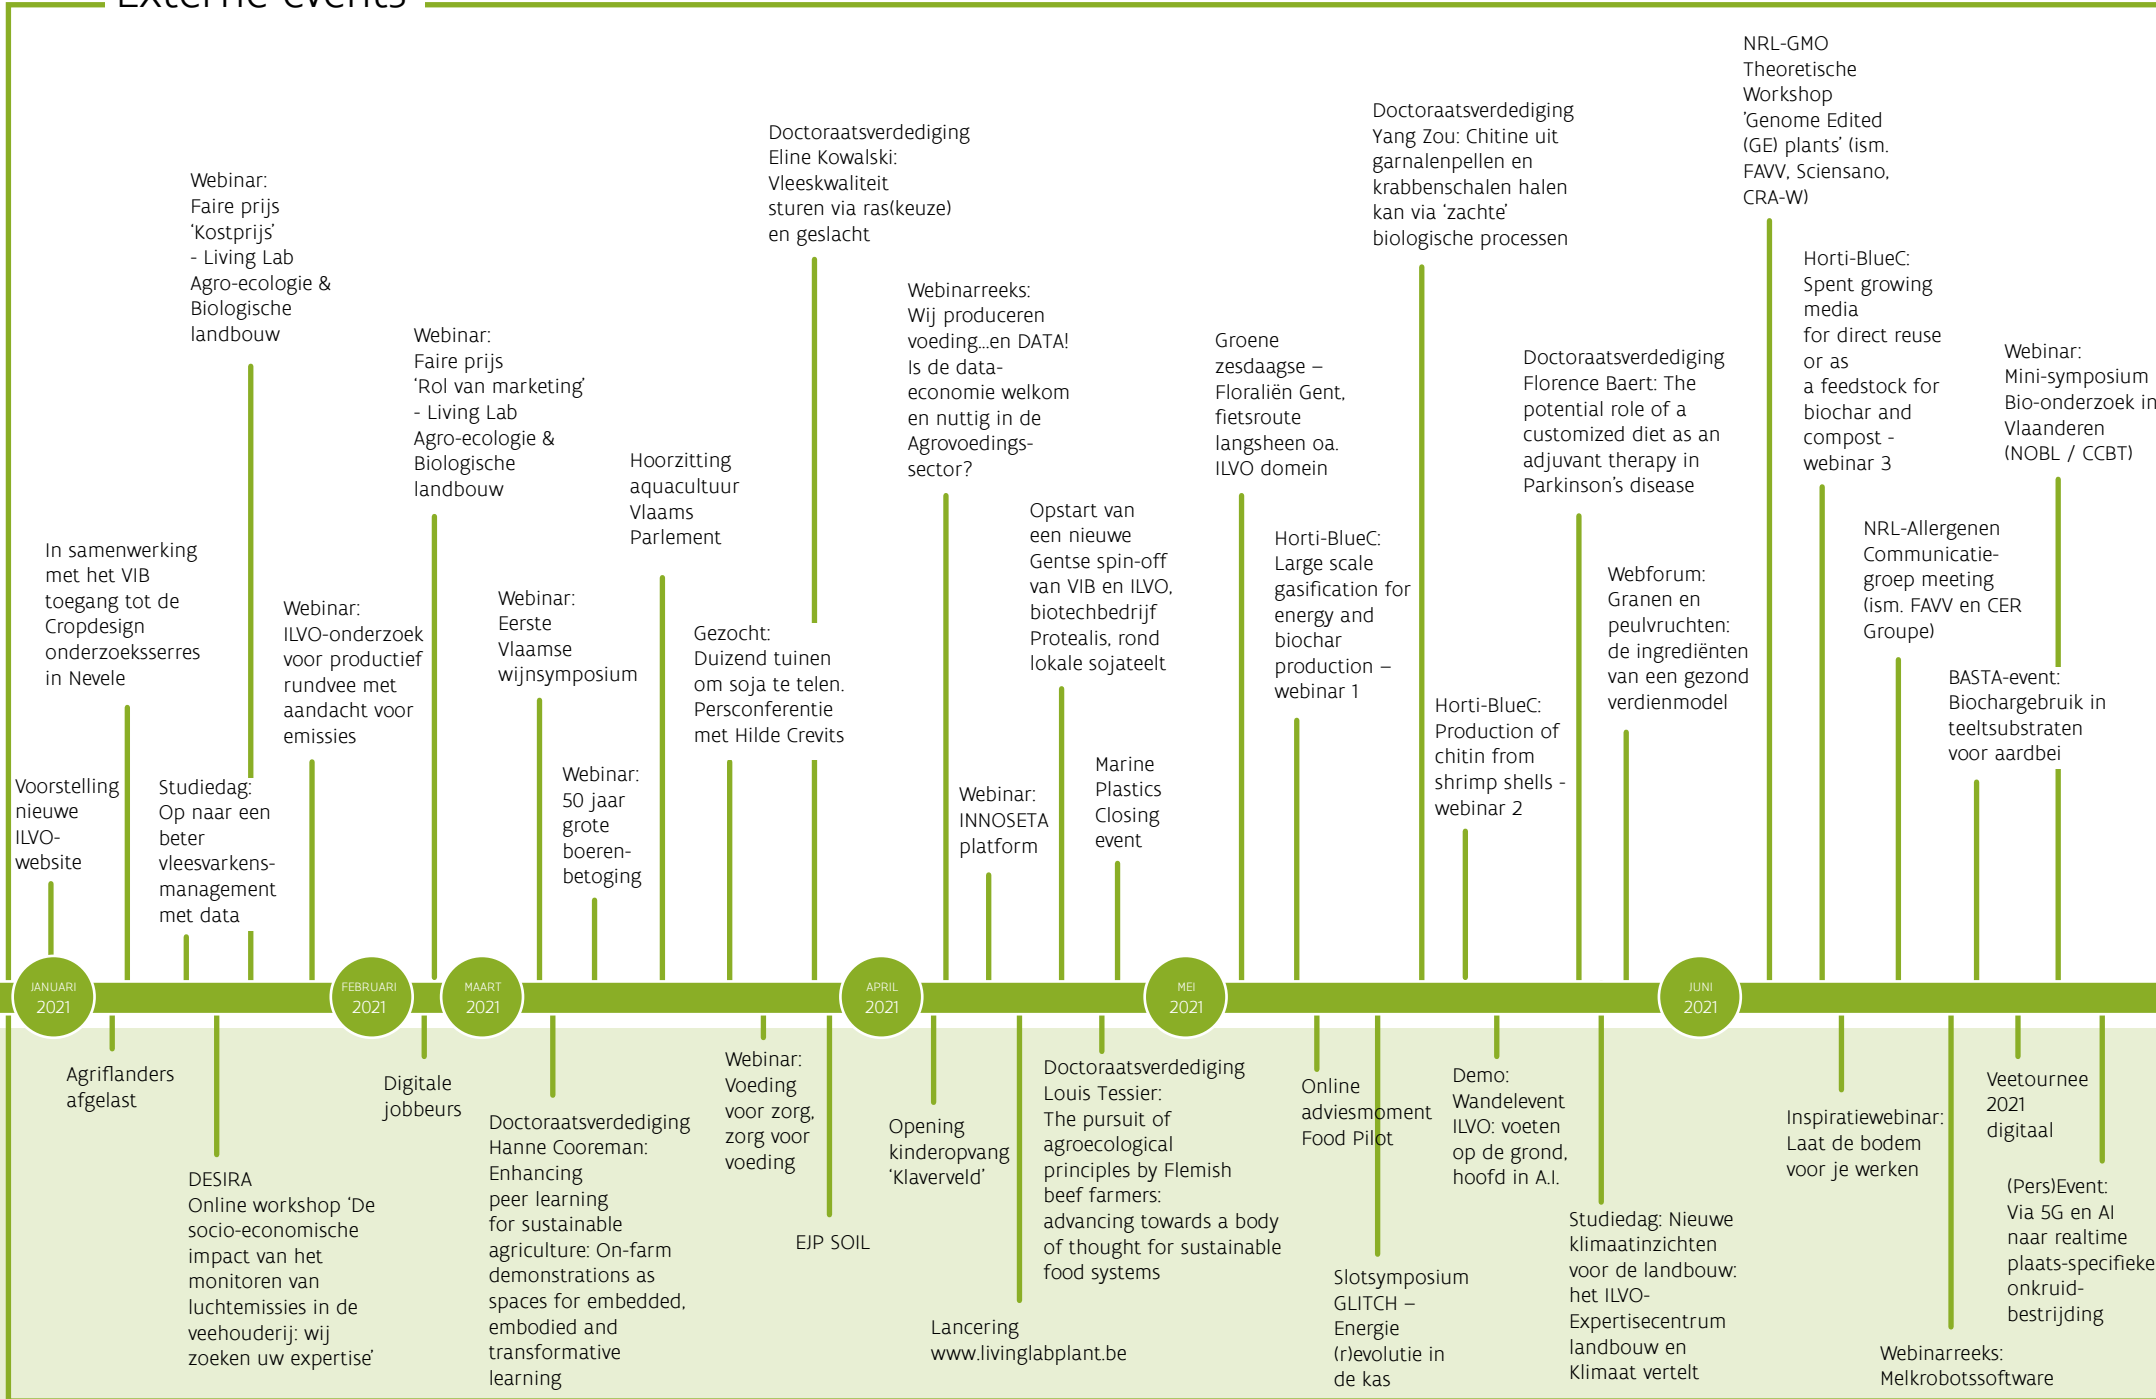 Externe events
NRL-GMO
Theoretische
Workshop
'Genome Edited
(GE) plants' (ism.
FAVV, Sciensano,
CRA-W)
Doctoraatsverdediging
Yang Zou: Chitine uit
garnalenpellen en
krabbenschalen halen
kan via ‘zachte’
biologische processen
Doctoraatsverdediging
Eline Kowalski:
Vleeskwaliteit
sturen via ras(keuze)
en geslacht
Webinar:
Faire prijs
‘Kostprijs’
- Living Lab
Agro-ecologie &
Biologische
landbouw
Horti-BlueC:
Spent growing
media
for direct reuse
or as
a feedstock for
biochar and
compost -
webinar 3
Webinarreeks:
Wij produceren
voeding...en DATA!
Is de data-
economie welkom
en nuttig in de
Agrovoedings-
sector?
Webinar:
Faire prijs
‘Rol van marketing’
- Living Lab
Agro-ecologie &
Biologische
landbouw
Groene
zesdaagse –
Floraliën Gent,
fietsroute
langsheen oa.
ILVO domein
Doctoraatsverdediging
Florence Baert: The
potential role of a
customized diet as an
adjuvant therapy in
Parkinson’s disease
Webinar:
Mini-symposium
Bio-onderzoek in
Vlaanderen
(NOBL / CCBT)
Hoorzitting
aquacultuur
Vlaams
Parlement
Opstart van
een nieuwe
Gentse spin-off
van VIB en ILVO,
biotechbedrijf
Protealis, rond
lokale sojateelt
Horti-BlueC:
Large scale
gasification for
energy and
biochar
production –
webinar 1
NRL-Allergenen
Communicatie-
groep meeting
(ism. FAVV en CER
Groupe)
In samenwerking
met het VIB
toegang tot de
Cropdesign
onderzoeksserres
in Nevele
Webinar:
ILVO-onderzoek
voor productief
rundvee met
aandacht voor
emissies
Webinar:
Eerste
Vlaamse
wijnsymposium
Gezocht:
Duizend tuinen
om soja te telen.
Persconferentie
met Hilde Crevits
Webforum:
Granen en
peulvruchten:
de ingrediënten
van een gezond
verdienmodel
BASTA-event:
Biochargebruik in
teeltsubstraten
voor aardbei
Horti-BlueC:
Production of
chitin from
shrimp shells -
webinar 2
Voorstelling
nieuwe
ILVO-
website
Studiedag:
Op naar een
beter
vleesvarkens-
management
met data
Webinar:
50 jaar
grote
boeren-
betoging
Webinar:
INNOSETA
platform
Marine
Plastics
Closing
event
JANUARI
2021
FEBRUARI
2021
MAART
2021
APRIL
2021
MEI
2021
JUNI
2021
Agriflanders
afgelast
DESIRA
Online workshop ‘De
socio-economische
impact van het
monitoren van
luchtemissies in de
veehouderij: wij
zoeken uw expertise’
Digitale
jobbeurs
Doctoraatsverdediging
Hanne Cooreman:
Enhancing
peer learning
for sustainable
agriculture: On-farm
demonstrations as
spaces for embedded,
embodied and
transformative
learning
Webinar:
Voeding
voor zorg,
zorg voor
voeding
EJP SOIL
Opening
kinderopvang
‘Klaverveld’
Lancering
www.livinglabplant.be
Doctoraatsverdediging
Louis Tessier:
The pursuit of
agroecological
principles by Flemish
beef farmers:
advancing towards a body
of thought for sustainable
food systems
Online
adviesmoment
Food Pilot
Slotsymposium
GLITCH –
Energie
(r)evolutie in
de kas
Demo:
Wandelevent
ILVO: voeten
op de grond,
hoofd in A.I.
Studiedag: Nieuwe
klimaatinzichten
voor de landbouw:
het ILVO-
Expertisecentrum
landbouw en
Klimaat vertelt
Inspiratiewebinar:
Laat de bodem
voor je werken
Webinarreeks:
Melkrobotssoftware
Veetournee
2021
digitaal
(Pers)Event:
Via 5G en AI
naar realtime
plaats-specifieke
onkruid-
bestrijding